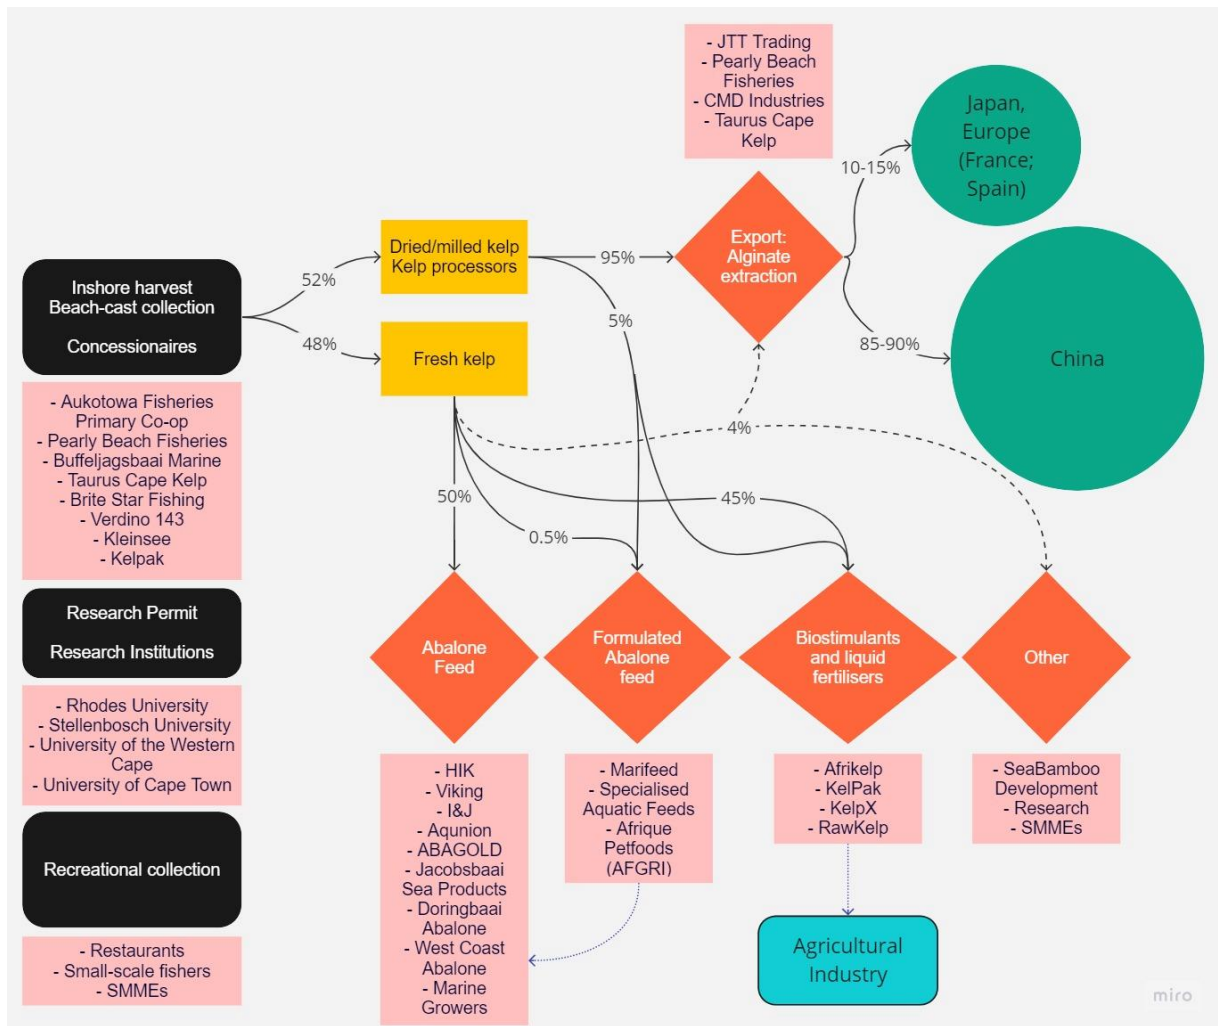 - JTT Trading
- Pearly Beach
Fisheries
- CMD Industries
- Taurus Cape
Kelp
Japan,
Europe
(France;
Spain)
10-15%
Export:
Alginate
extraction
85-90%
China
Inshore harvest
Beach-cast collection
Concessionaires
52%
48%
Dried/milled kelp
Kelp processors
Fresh kelp
95%
5%
4%
50%
45%
0.5%
- Aukotowa Fisheries
Primary Co-op
- Pearly Beach Fisheries
- Buffeljagsbaai Marine
- Taurus Cape Kelp
- Brite Star Fishing
- Verdino 143
- Kleinsee
- Kelpak
Research Permit
Research Institutions
- Rhodes University
- Stellenbosch University
- University of the Western
Cape
- University of Cape Town
Recreational collection
- Restaurants
- Small-scale fishers
- SMMEs
Abalone
Feed
Formulated
Abalone
feed
Biostimulants
and liquid
fertilisers
Other
- HIK
- Viking
- I&J
- Aqunion
- ABAGOLD
- Jacobsbaai
Sea Products
- Doringbaai
Abalone
- West Coast
Abalone
- Marine
Growers
- Marifeed
- Specialised
Aquatic Feeds
- Afrique
Petfoods
(AFGRI)
- Afrikelp
- KelPak
- KelpX
- RawKelp
- SeaBamboo
Development
- Research
- SMMEs
Agricultural
Industry
miro